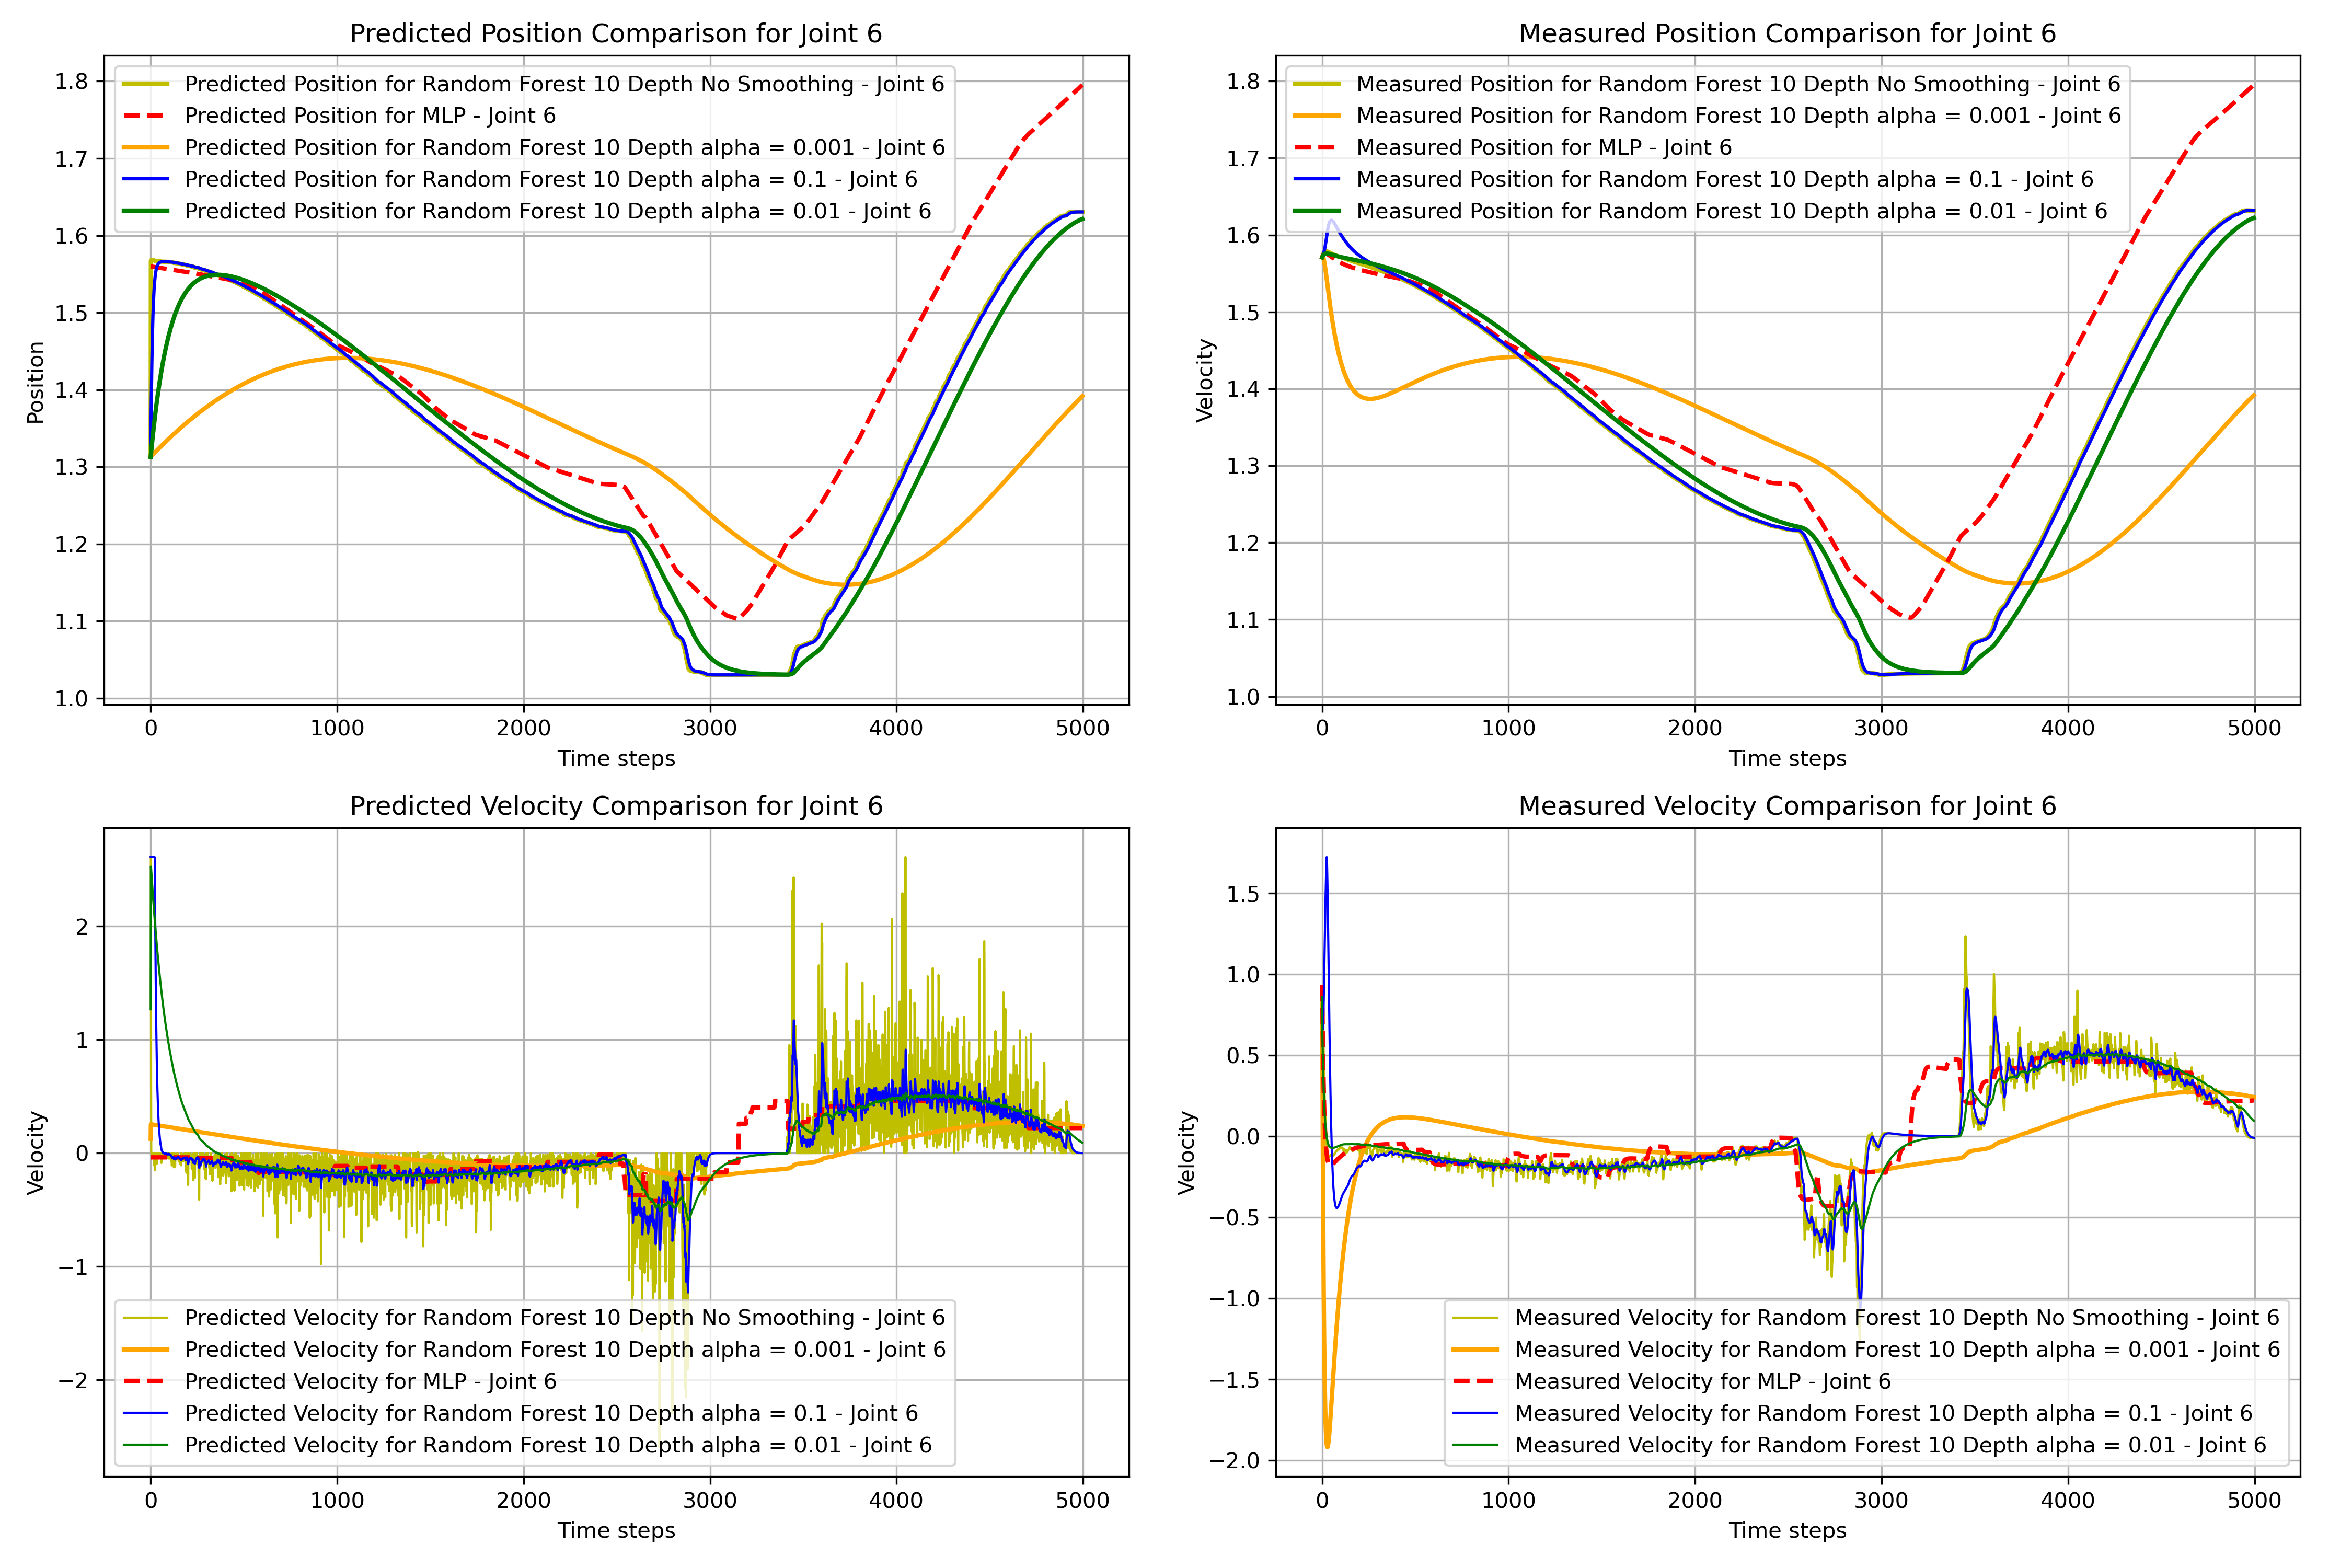 Predicted Position Comparison for Joint 6
Predicted Position for Random Forest 10 Depth No Smoothing - Joint 6
Predicted Position for MLP - Joint 6
Predicted Position for Random Forest 10 Depth alpha = 0.001 - Joint 6
Predicted Position for Random Forest 10 Depth alpha = 0.1 - Joint 6
Predicted Position for Random Forest 10 Depth alpha = 0.01 - Joint 6
1.8
1.7
1.6
1.5
1.4
1.3
1.2
1.1
1.0
Position
0 1000 2000 3000 4000 5000
Time steps
Measured Position Comparison for Joint 6
Measured Position for Random Forest 10 Depth No Smoothing - Joint 6
Measured Position for Random Forest 10 Depth alpha = 0.001 - Joint 6
Measured Position for MLP - Joint 6
Measured Position for Random Forest 10 Depth alpha = 0.1 - Joint 6
Measured Position for Random Forest 10 Depth alpha = 0.01 - Joint 6
1.8
1.7
1.6
1.5
1.4
1.3
1.2
1.1
1.0
Velocity
0 1000 2000 3000 4000 5000
Time steps
Predicted Velocity Comparison for Joint 6
2
1
0
−1
−2
Velocity
Predicted Velocity for Random Forest 10 Depth No Smoothing - Joint 6
Predicted Velocity for Random Forest 10 Depth alpha = 0.001 - Joint 6
Predicted Velocity for MLP - Joint 6
Predicted Velocity for Random Forest 10 Depth alpha = 0.1 - Joint 6
Predicted Velocity for Random Forest 10 Depth alpha = 0.01 - Joint 6
0 1000 2000 3000 4000 5000
Time steps
Measured Velocity Comparison for Joint 6
1.5
1.0
0.5
0.0
−0.5
−1.0
−1.5
−2.0
Velocity
Measured Velocity for Random Forest 10 Depth No Smoothing - Joint 6
Measured Velocity for Random Forest 10 Depth alpha = 0.001 - Joint 6
Measured Velocity for MLP - Joint 6
Measured Velocity for Random Forest 10 Depth alpha = 0.1 - Joint 6
Measured Velocity for Random Forest 10 Depth alpha = 0.01 - Joint 6
0 1000 2000 3000 4000 5000
Time steps